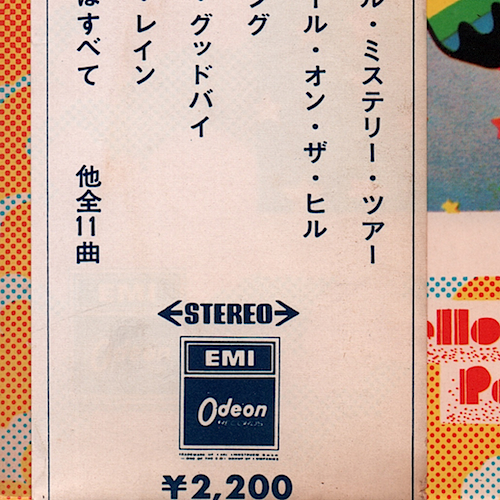 ル・ミステリー・ツアー
ール・オン・ザ・ヒル
ング
・グッドバイ
・レイン
はすべて 他全11曲
STEREO
EMI
Odeon
¥2,200
ello
P